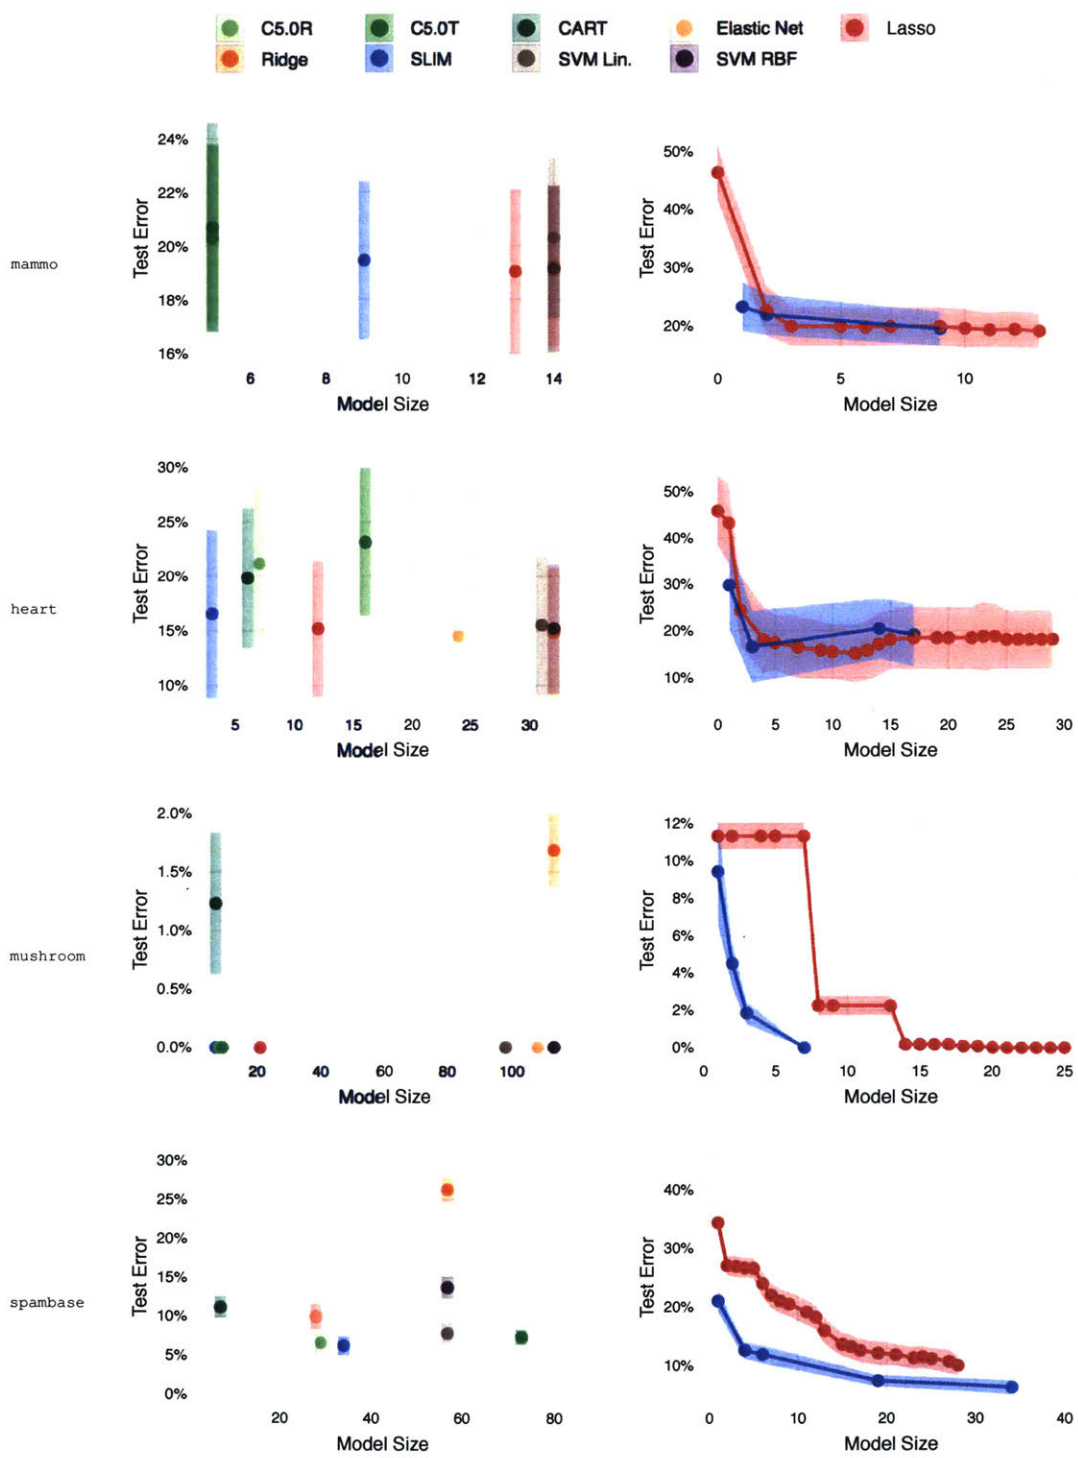 C5.0R C5.0T CART Elastic Net Lasso
Ridge SLIM SVM Lin. SVM RBF
mammo
Test Error
24%
22%
20%
18%
16%
6 8 10 12 14
Model Size
Test Error
50%
40%
30%
20%
0 5 10
Model Size
heart
Test Error
30%
25%
20%
15%
10%
5 10 15 20 25 30
Model Size
Test Error
50%
40%
30%
20%
10%
0 5 10 15 20 25 30
Model Size
mushroom
Test Error
2.0%
1.5%
1.0%
0.5%
0.0%
20 40 60 80 100
Model Size
Test Error
12%
10%
8%
6%
4%
2%
0%
0 5 10 15 20 25
Model Size
spambase
Test Error
30%
25%
20%
15%
10%
5%
0%
20 40 60 80
Model Size
Test Error
40%
30%
20%
10%
0 10 20 30 40
Model Size